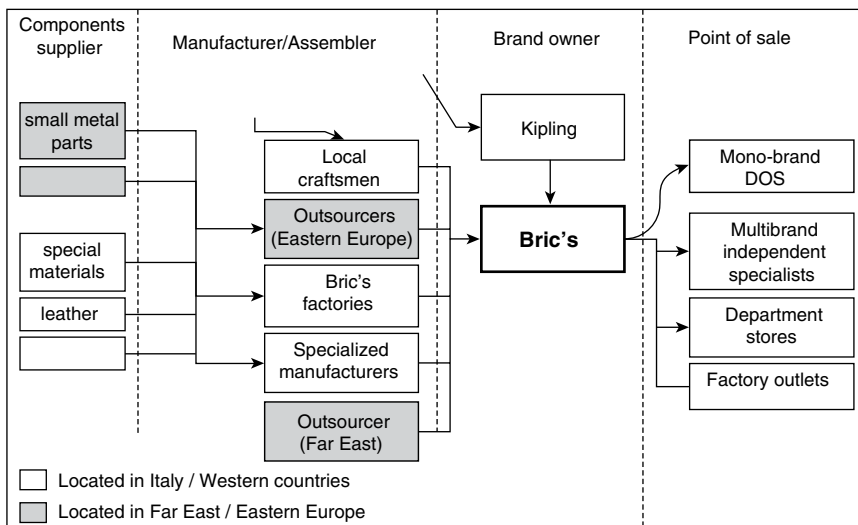 Components
supplier
Manufacturer/Assembler
Brand owner
Point of sale
small metal
parts
special
materials
leather
Local
craftsmen
Outsourcers
(Eastern Europe)
Bric's
factories
Specialized
manufacturers
Outsourcer
(Far East)
Kipling
Bric's
Mono-brand
DOS
Multibrand
independent
specialists
Department
stores
Factory outlets
Located in Italy / Western countries
Located in Far East / Eastern Europe